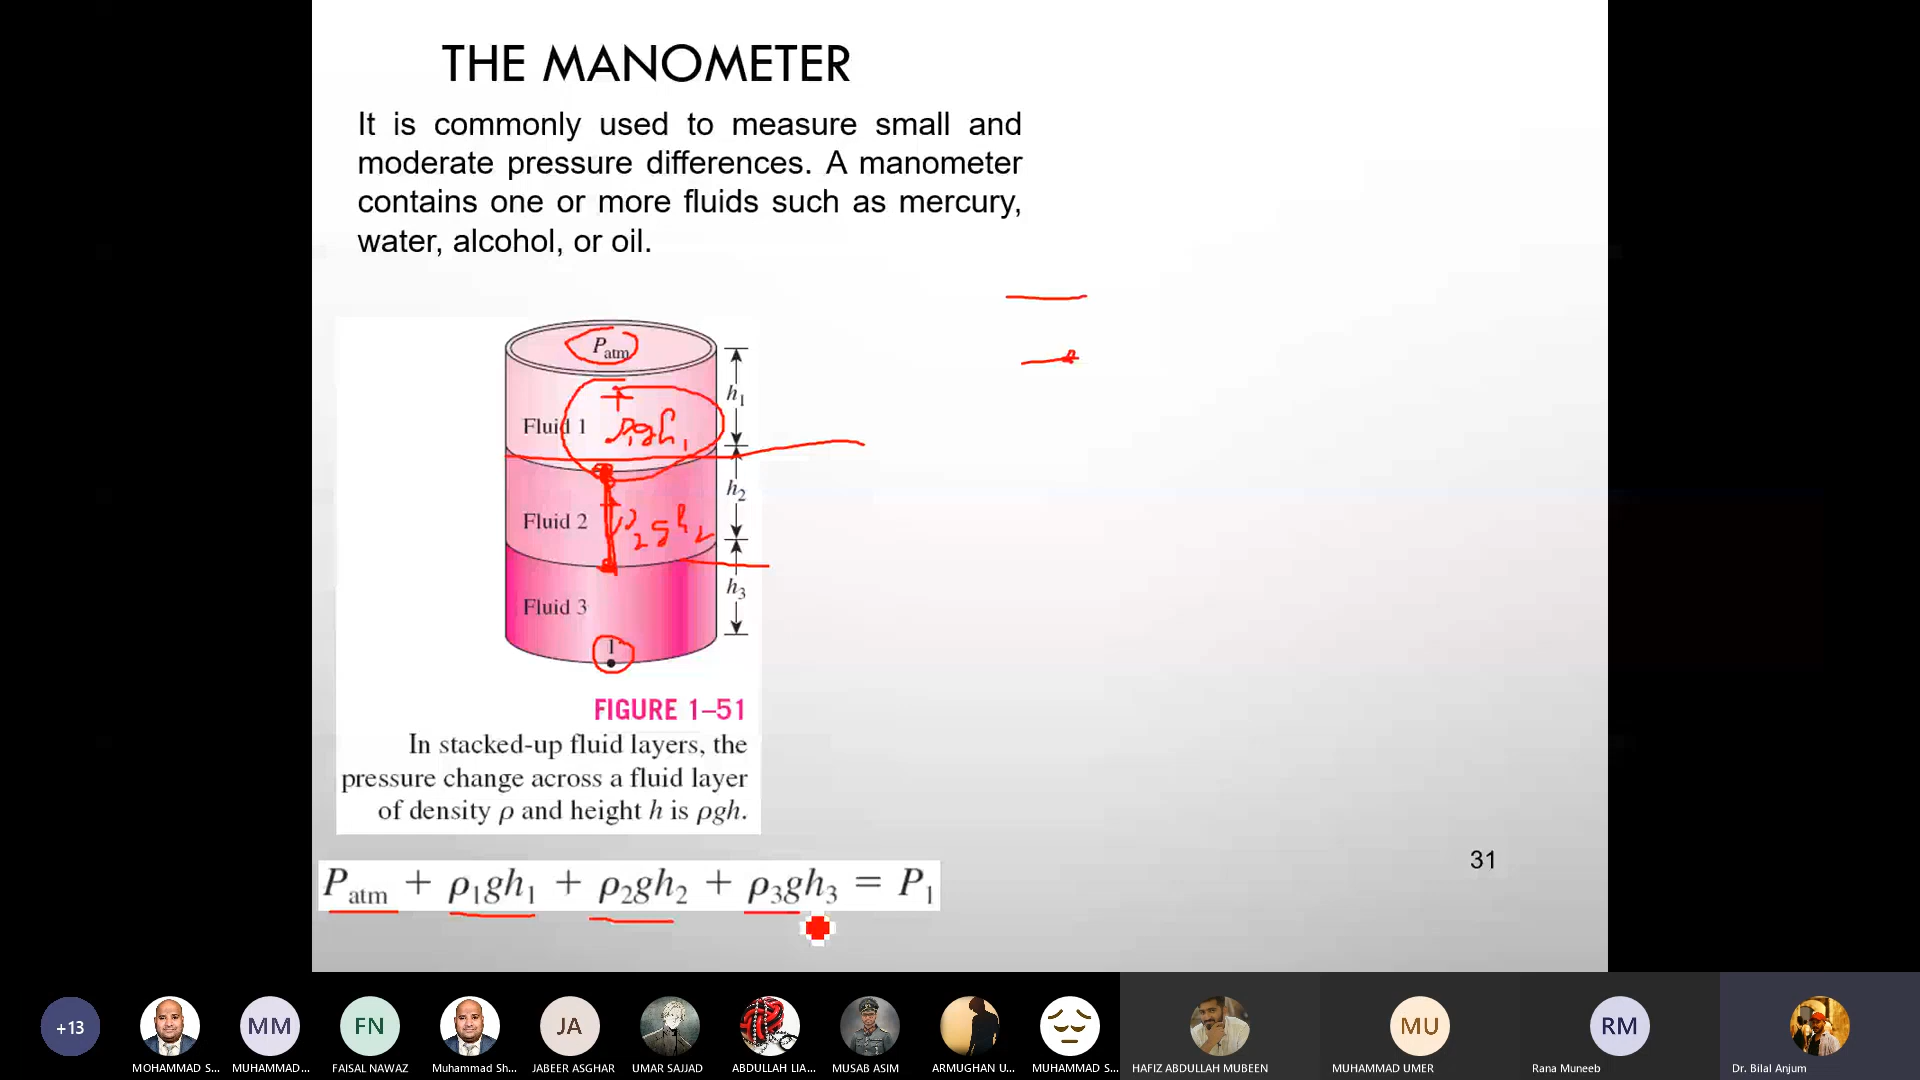 THE MANOMETER
It is commonly used to measure small and
moderate pressure differences. A manometer
contains one or more fluids such as mercury,
water, alcohol, or oil.
Patm
h1
Fluid 1
+
ρ1gh1
h2
Fluid 2
+
ρ2gh2
h3
Fluid 3
1
FIGURE 1–51
In stacked-up fluid layers, the
pressure change across a fluid layer
of density ρ and height h is ρgh.
31
Patm + ρ1gh1 + ρ2gh2 + ρ3gh3 = P1
+13
MM
FN
JA
MU
RM
MOHAMMAD S...
MUHAMMAD...
FAISAL NAWAZ
Muhammad Sh...
JABEER ASGHAR
UMAR SAJJAD
ABDULLAH LIA...
MUSAB ASIM
ARMUGHAN U...
MUHAMMAD S...
HAFIZ ABDULLAH MUBEEN
MUHAMMAD UMER
Rana Muneeb
Dr. Bilal Anjum